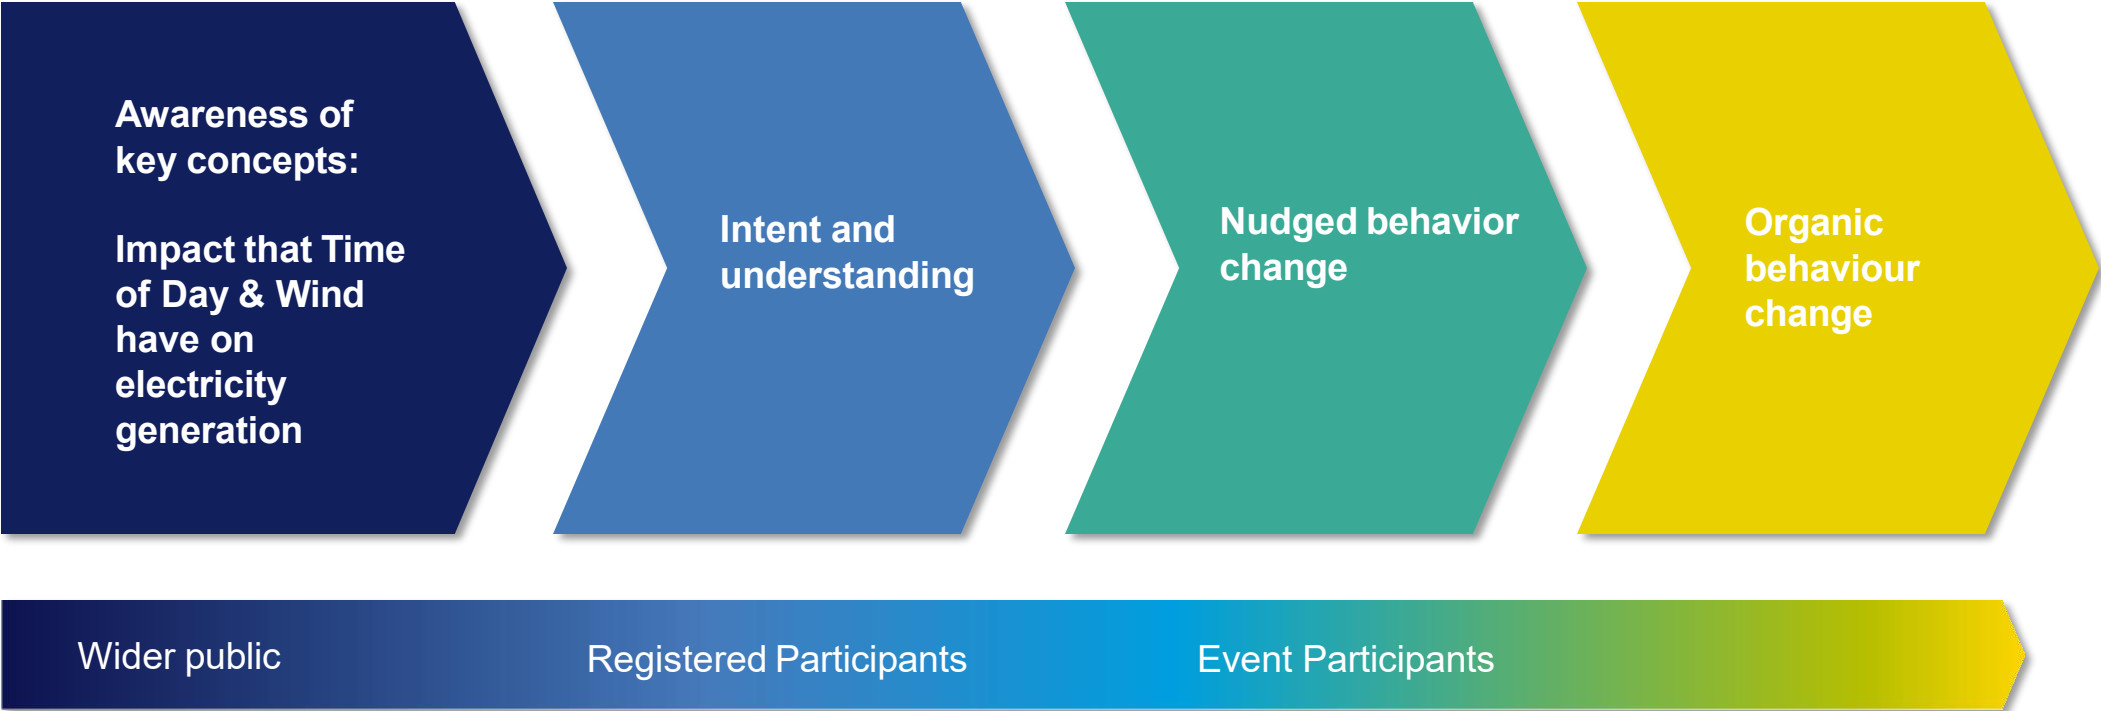 Awareness of
key concepts:
Impact that Time
of Day & Wind
have on
electricity
generation
Intent and
understanding
Nudged behavior
change
Organic
behaviour
change
Wider public
Registered Participants
Event Participants